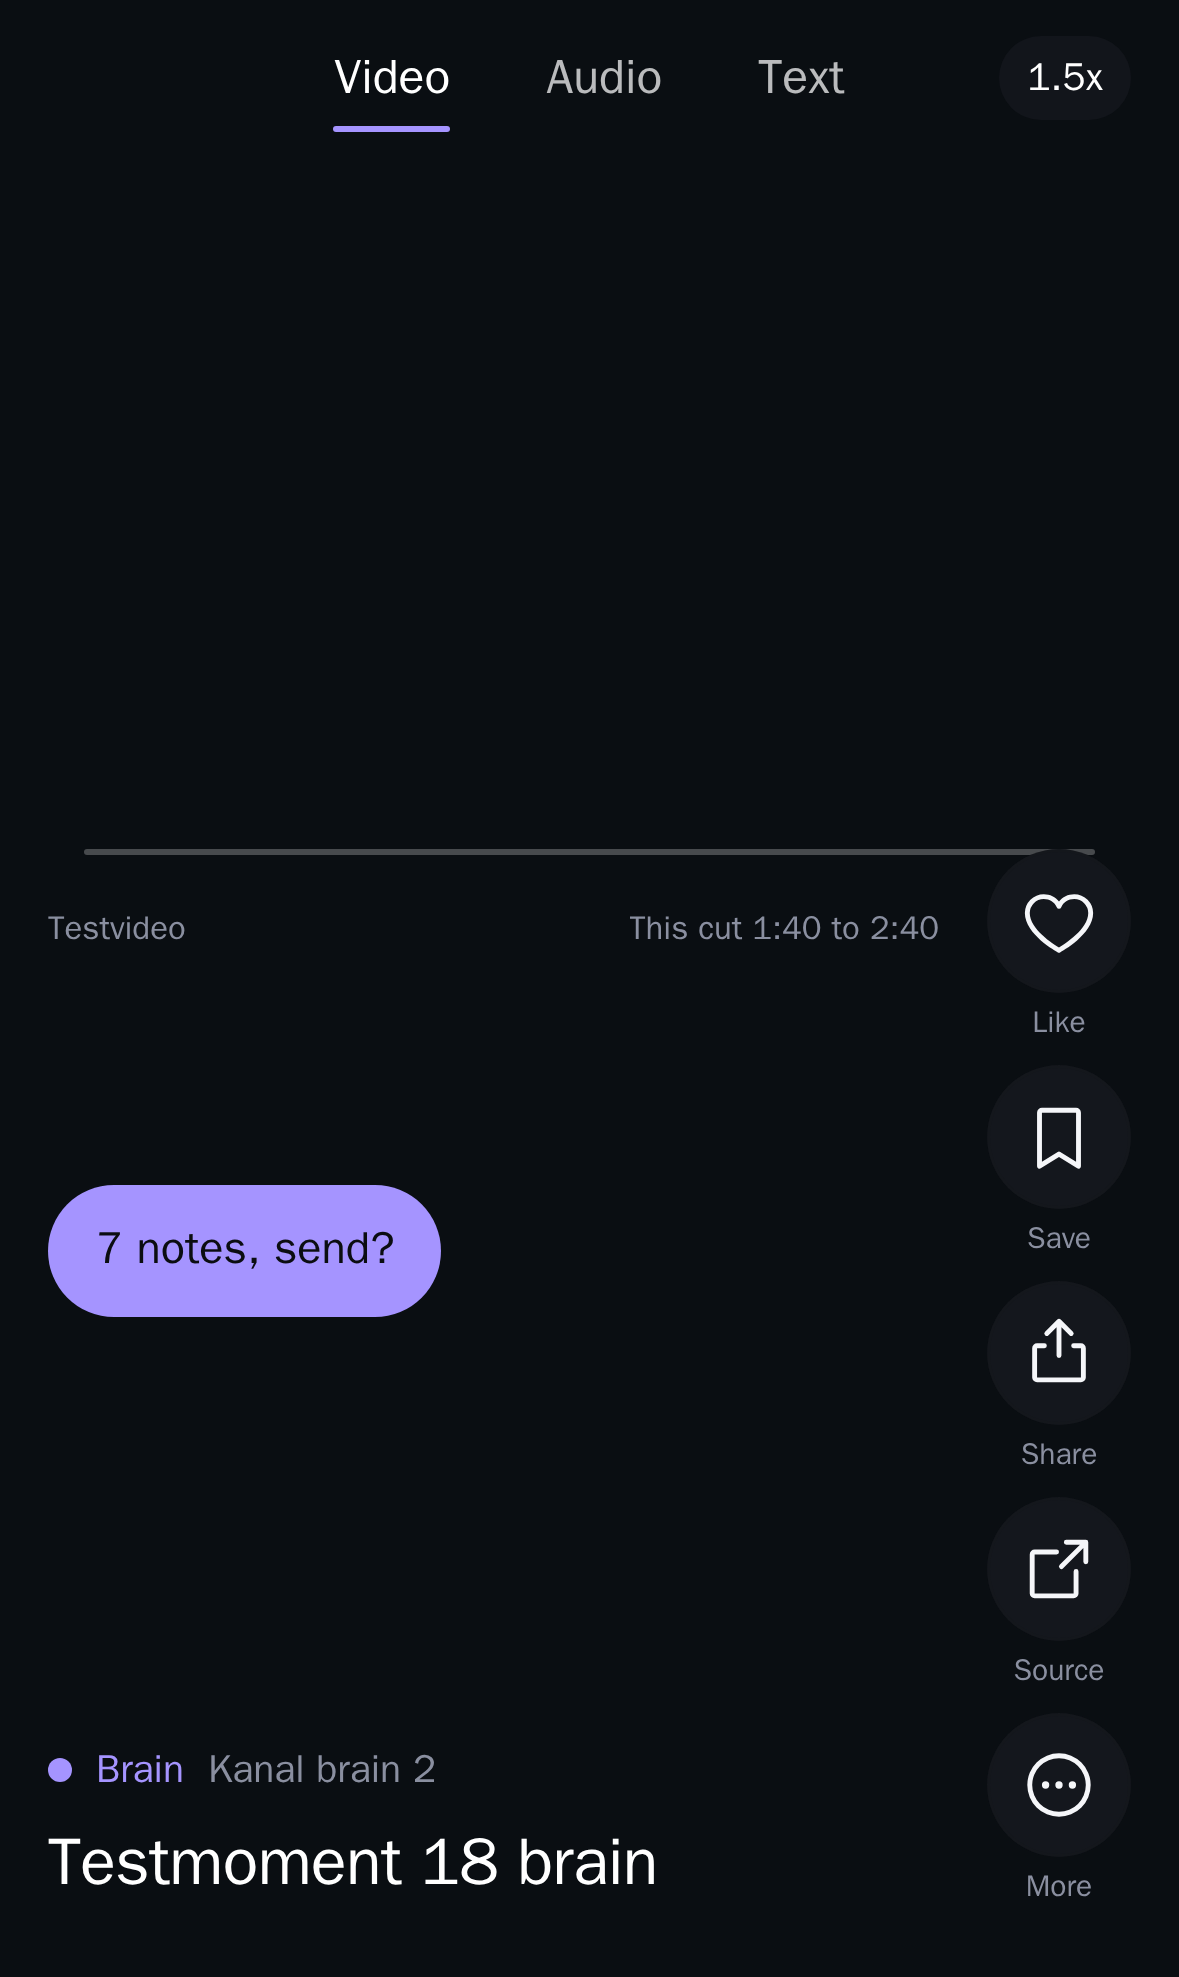 Video Audio Text 1.5x
Testvideo This cut 1:40 to 2:40
Like
Save
7 notes, send?
Share
Source
Brain Kanal brain 2
Testmoment 18 brain
More